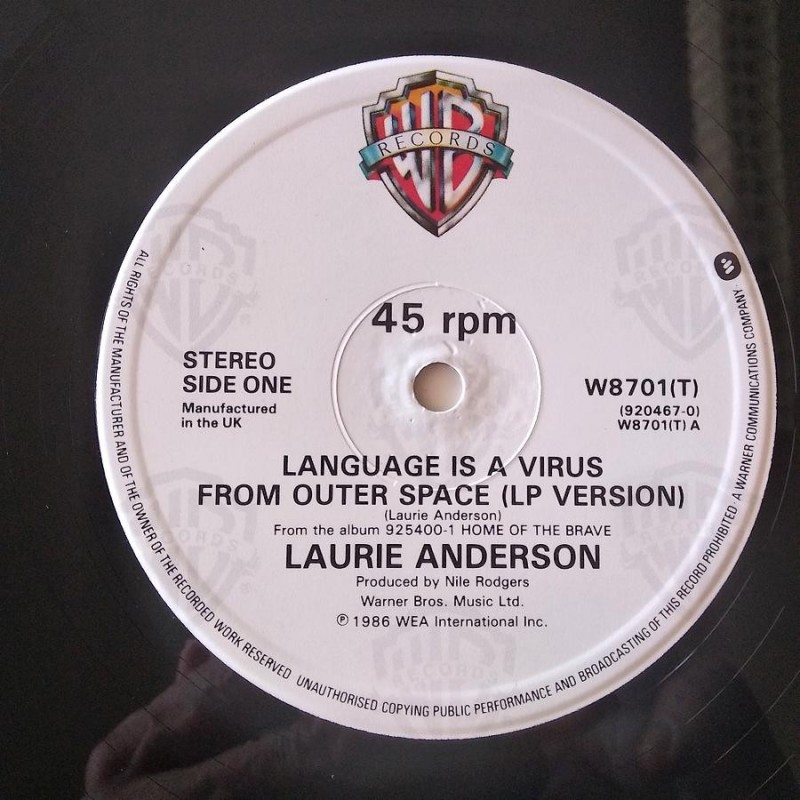 WB
RECORDS
45 rpm
STEREO
SIDE ONE
Manufactured
in the UK
W8701(T)
(920467-0)
W8701(T) A
LANGUAGE IS A VIRUS
FROM OUTER SPACE (LP VERSION)
(Laurie Anderson)
From the album 925400-1 HOME OF THE BRAVE
LAURIE ANDERSON
Produced by Nile Rodgers
Warner Bros. Music Ltd.
℗ 1986 WEA International Inc.
ALL RIGHTS OF THE MANUFACTURER AND OF THE OWNER OF THE RECORDED WORK RESERVED UNAUTHORISED COPYING PUBLIC PERFORMANCE AND BROADCASTING OF THIS RECORD PROHIBITED · A WARNER COMMUNICATIONS COMPANY ·